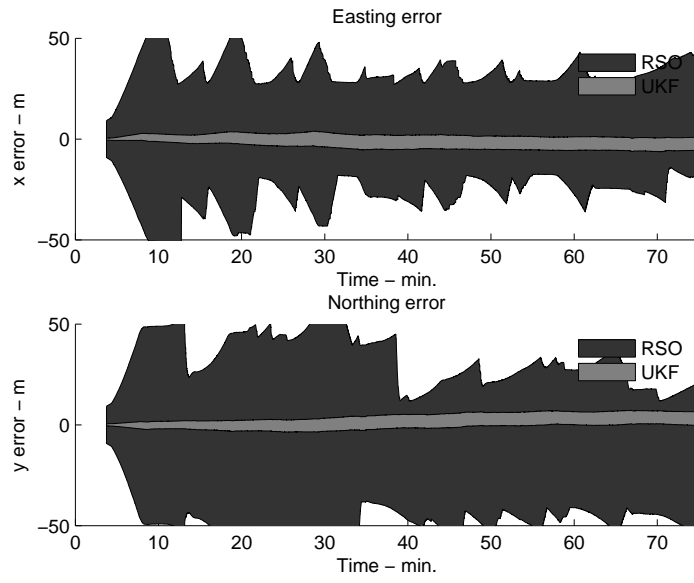 Easting error
50
RSO
UKF
0
x error – m
−50
0 10 20 30 40 50 60 70
Time – min.
Northing error
50
RSO
UKF
0
y error – m
−50
0 10 20 30 40 50 60 70
Time – min.